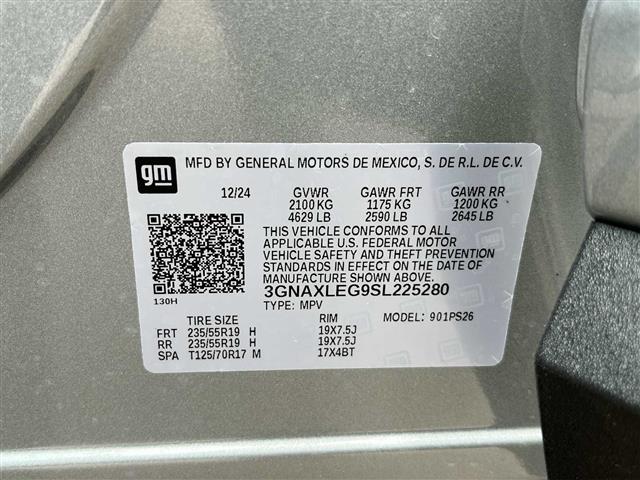 gm
MFD BY GENERAL MOTORS DE MEXICO, S. DE R.L. DE C.V.
12/24 GVWR GAWR FRT GAWR RR
2100 KG 1175 KG 1200 KG
4629 LB 2590 LB 2645 LB
THIS VEHICLE CONFORMS TO ALL
APPLICABLE U.S. FEDERAL MOTOR
VEHICLE SAFETY AND THEFT PREVENTION
STANDARDS IN EFFECT ON THE DATE OF
MANUFACTURE SHOWN ABOVE.
3GNAXLEG9SL225280
130H
TYPE: MPV
TIRE SIZE RIM MODEL: 901PS26
FRT 235/55R19 H 19X7.5J
RR 235/55R19 H 19X7.5J
SPA T125/70R17 M 17X4BT